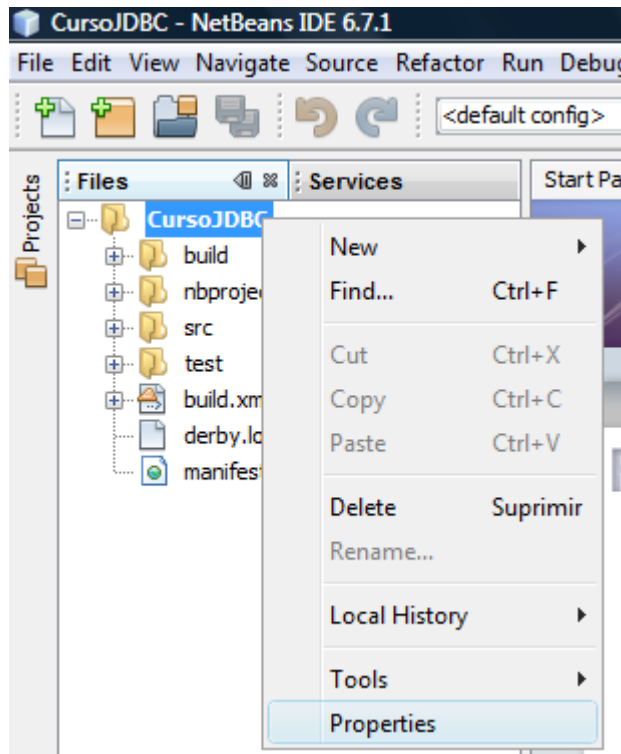 CursoJDBC - NetBeans IDE 6.7.1
File Edit View Navigate Source Refactor Run Debug
<default config>
Projects
Files Services Start Pa
CursoJDBC
build
nbproje
src
test
build.xm
derby.lo
manifest
New
Find... Ctrl+F
Cut Ctrl+X
Copy Ctrl+C
Paste Ctrl+V
Delete Suprimir
Rename...
Local History
Tools
Properties